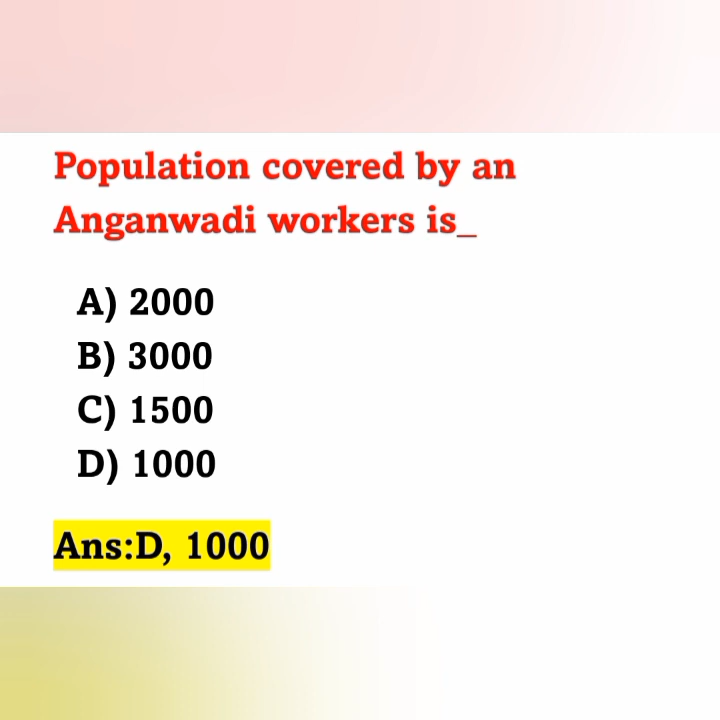 Population covered by an
Anganwadi workers is_
A) 2000
B) 3000
C) 1500
D) 1000
Ans:D, 1000